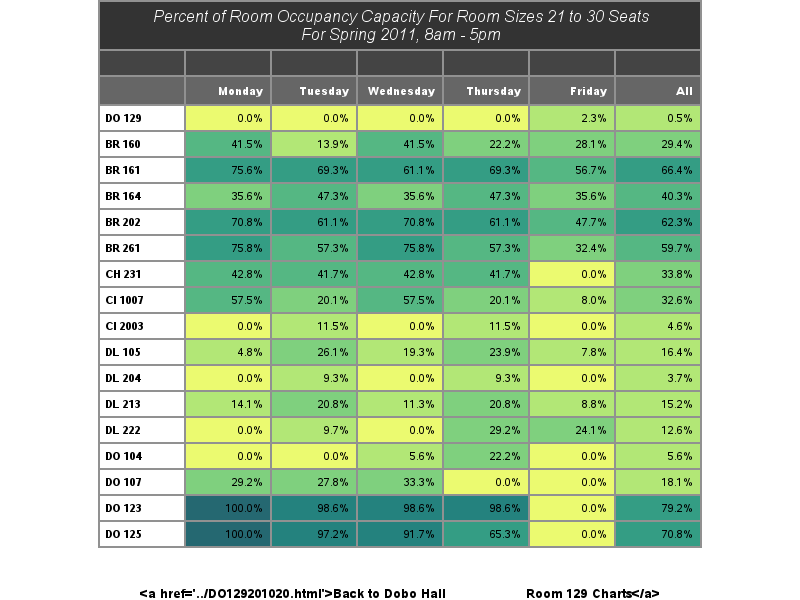 Percent of Room Occupancy Capacity For Room Sizes 21 to 30 Seats
For Spring 2011, 8am - 5pm
Monday Tuesday Wednesday Thursday Friday All
DO 129 0.0% 0.0% 0.0% 0.0% 2.3% 0.5%
BR 160 41.5% 13.9% 41.5% 22.2% 28.1% 29.4%
BR 161 75.6% 69.3% 61.1% 69.3% 56.7% 66.4%
BR 164 35.6% 47.3% 35.6% 47.3% 35.6% 40.3%
BR 202 70.8% 61.1% 70.8% 61.1% 47.7% 62.3%
BR 261 75.8% 57.3% 75.8% 57.3% 32.4% 59.7%
CH 231 42.8% 41.7% 42.8% 41.7% 0.0% 33.8%
CI 1007 57.5% 20.1% 57.5% 20.1% 8.0% 32.6%
CI 2003 0.0% 11.5% 0.0% 11.5% 0.0% 4.6%
DL 105 4.8% 26.1% 19.3% 23.9% 7.8% 16.4%
DL 204 0.0% 9.3% 0.0% 9.3% 0.0% 3.7%
DL 213 14.1% 20.8% 11.3% 20.8% 8.8% 15.2%
DL 222 0.0% 9.7% 0.0% 29.2% 24.1% 12.6%
DO 104 0.0% 0.0% 5.6% 22.2% 0.0% 5.6%
DO 107 29.2% 27.8% 33.3% 0.0% 0.0% 18.1%
DO 123 100.0% 98.6% 98.6% 98.6% 0.0% 79.2%
DO 125 100.0% 97.2% 91.7% 65.3% 0.0% 70.8%
<a href='../DO129201020.html'>Back to Dobo Hall Room 129 Charts</a>